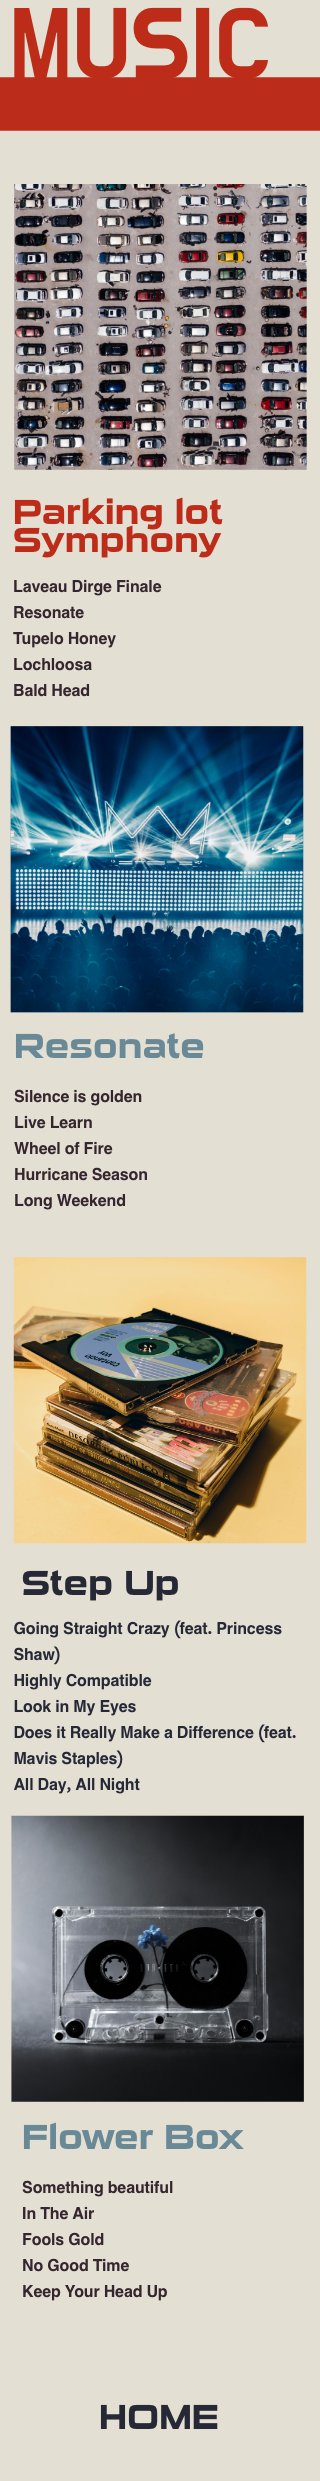 MUSIC
Parking lot
Symphony
Laveau Dirge Finale
Resonate
Tupelo Honey
Lochloosa
Bald Head
Resonate
Silence is golden
Live Learn
Wheel of Fire
Hurricane Season
Long Weekend
Step Up
Going Straight Crazy (feat. Princess
Shaw)
Highly Compatible
Look in My Eyes
Does it Really Make a Difference (feat.
Mavis Staples)
All Day, All Night
Flower Box
Something beautiful
In The Air
Fools Gold
No Good Time
Keep Your Head Up
HOME